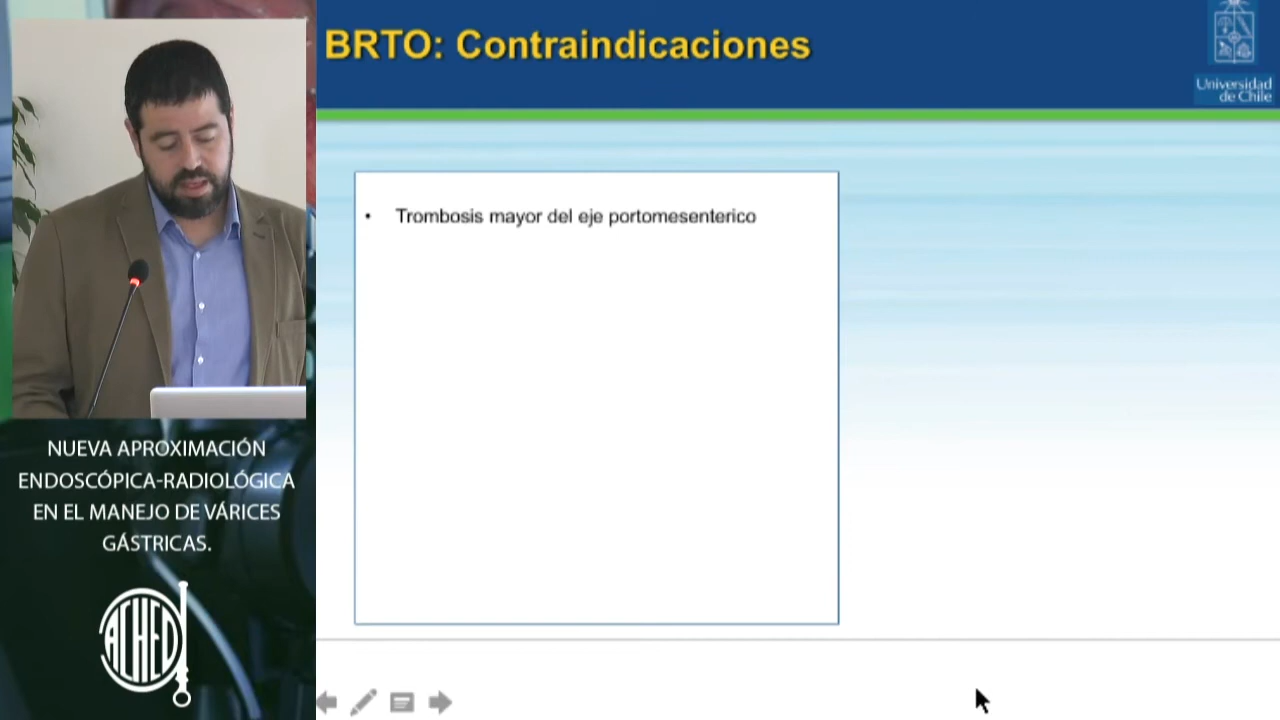 BRTO: Contraindicaciones
Universidad
de Chile
• Trombosis mayor del eje portomesenterico
NUEVA APROXIMACIÓN
ENDOSCÓPICA-RADIOLÓGICA
EN EL MANEJO DE VÁRICES
GÁSTRICAS.
ACHED